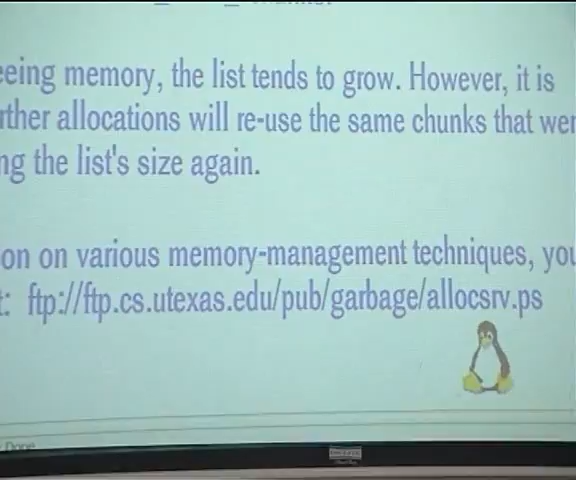 eeing memory, the list tends to grow. However, it is
rther allocations will re-use the same chunks that wer
ng the list's size again.
on on various memory-management techniques, you
t: ftp://ftp.cs.utexas.edu/pub/garbage/allocsrv.ps
Done